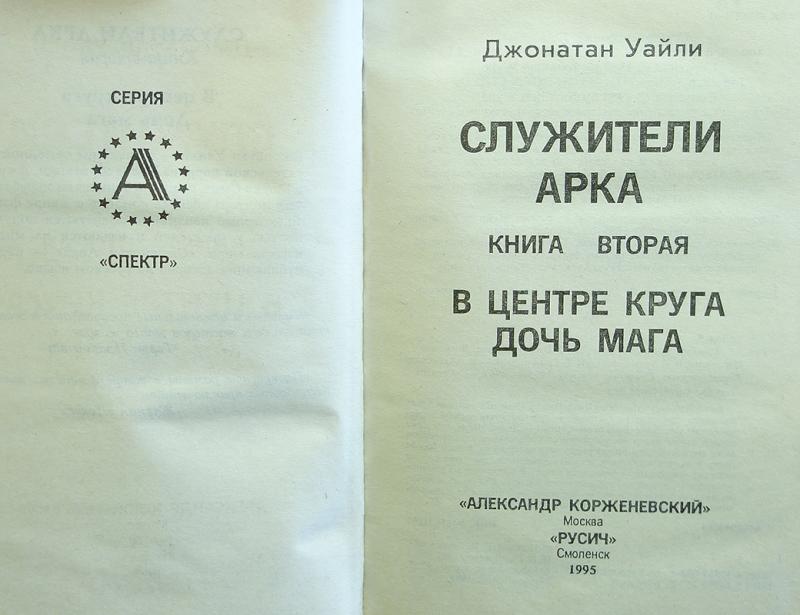 СЕРИЯ
А
«СПЕКТР»
Джонатан Уайли
СЛУЖИТЕЛИ
АРКА
КНИГА ВТОРАЯ
В ЦЕНТРЕ КРУГА
ДОЧЬ МАГА
«АЛЕКСАНДР КОРЖЕНЕВСКИЙ»
Москва
«РУСИЧ»
Смоленск
1995